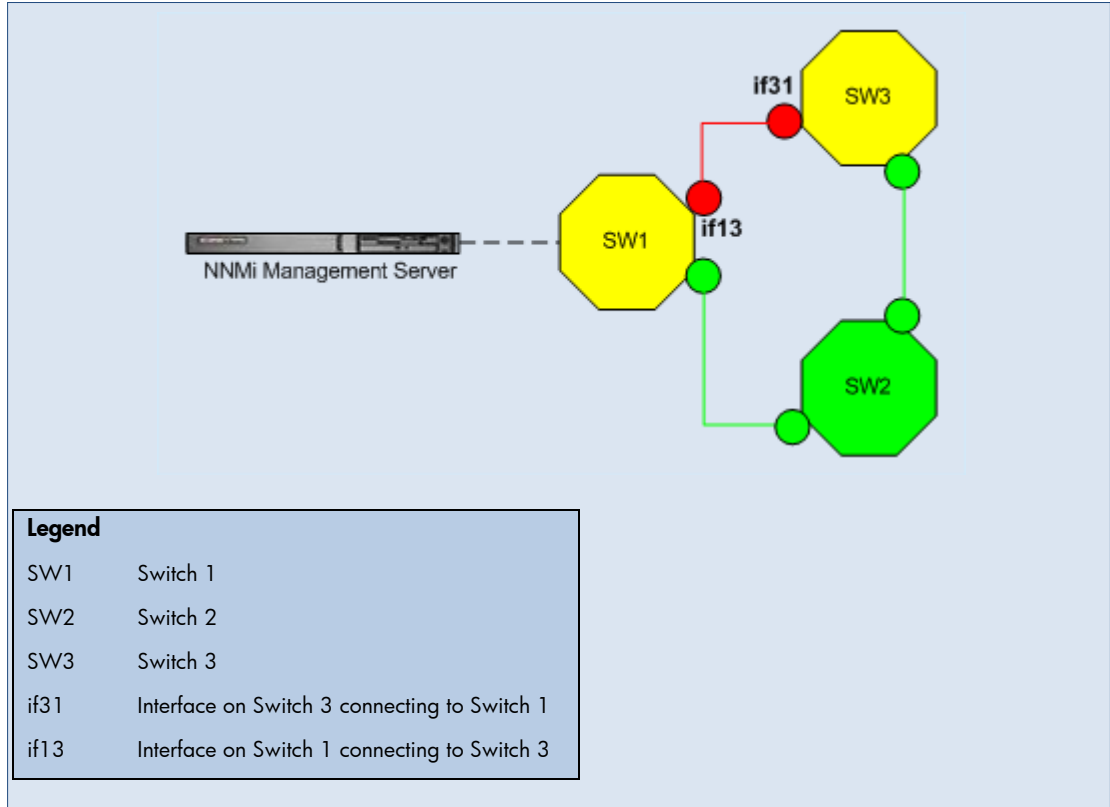 if31
SW3
SW1
if13
NNMi Management Server
SW2
Legend
SW1 Switch 1
SW2 Switch 2
SW3 Switch 3
if31 Interface on Switch 3 connecting to Switch 1
if13 Interface on Switch 1 connecting to Switch 3